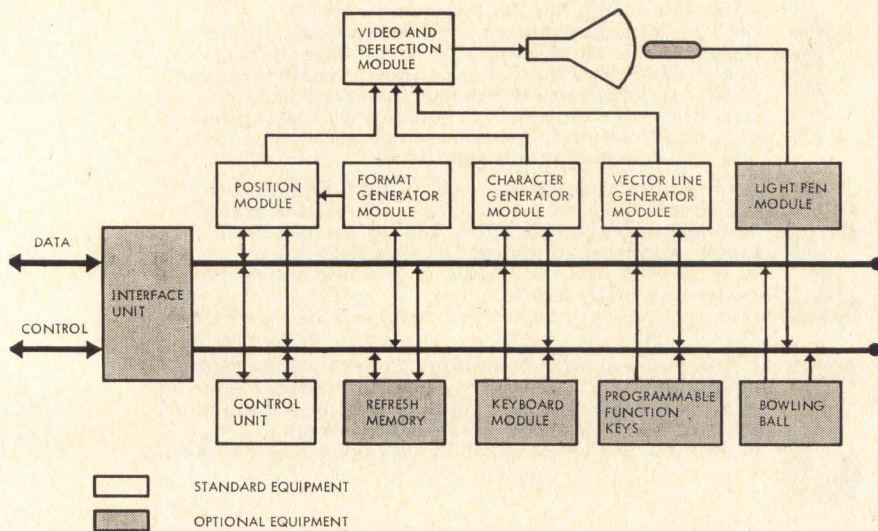 VIDEO AND
DEFLECTION
MODULE
POSITION
MODULE
FORMAT
GENERATOR
MODULE
CHARACTER
GENERATOR
MODULE
VECTOR LINE
GENERATOR
MODULE
LIGHT PEN
MODULE
DATA
INTERFACE
UNIT
CONTROL
CONTROL
UNIT
REFRESH
MEMORY
KEYBOARD
MODULE
PROGRAMMABLE
FUNCTION
KEYS
BOWLING
BALL
STANDARD EQUIPMENT
OPTIONAL EQUIPMENT